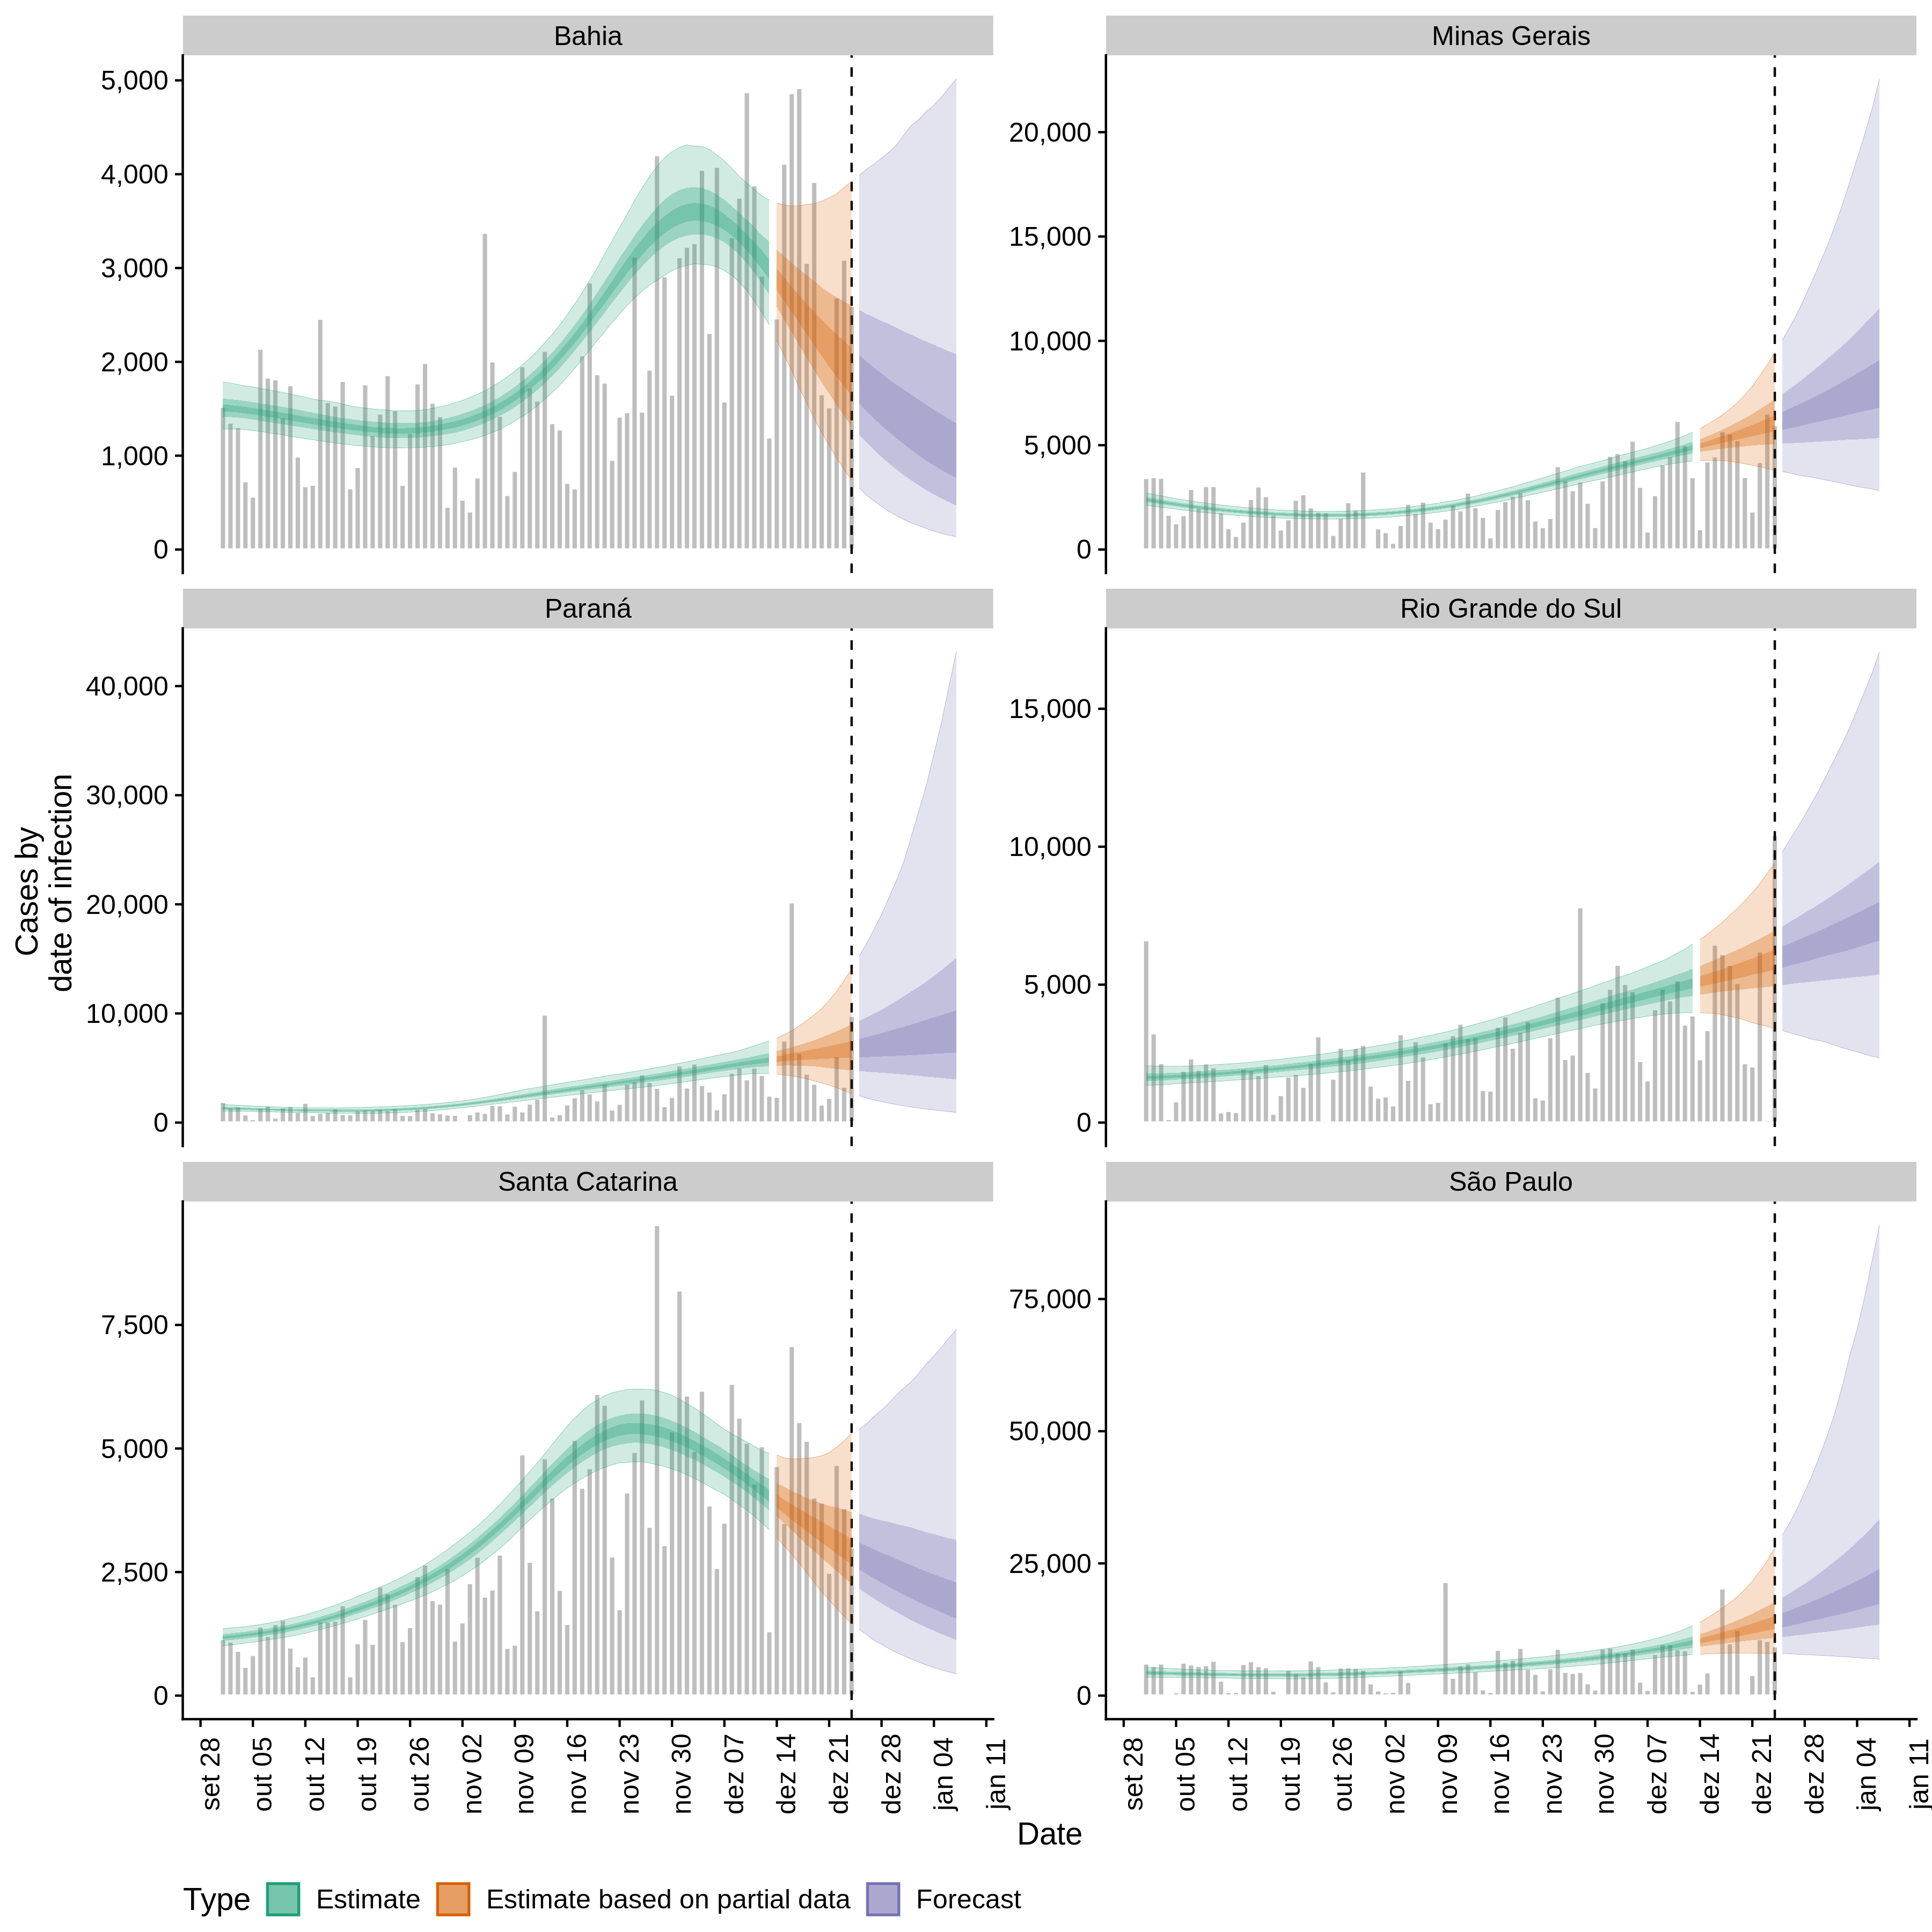 Bahia
Minas Gerais
5,000
4,000
3,000
2,000
1,000
0
20,000
15,000
10,000
5,000
0
Paraná
Rio Grande do Sul
40,000
30,000
20,000
10,000
0
15,000
10,000
5,000
0
Cases by
date of infection
Santa Catarina
São Paulo
7,500
5,000
2,500
0
75,000
50,000
25,000
0
set 28
out 05
out 12
out 19
out 26
nov 02
nov 09
nov 16
nov 23
nov 30
dez 07
dez 14
dez 21
dez 28
jan 04
jan 11
set 28
out 05
out 12
out 19
out 26
nov 02
nov 09
nov 16
nov 23
nov 30
dez 07
dez 14
dez 21
dez 28
jan 04
jan 11
Date
Type Estimate Estimate based on partial data Forecast